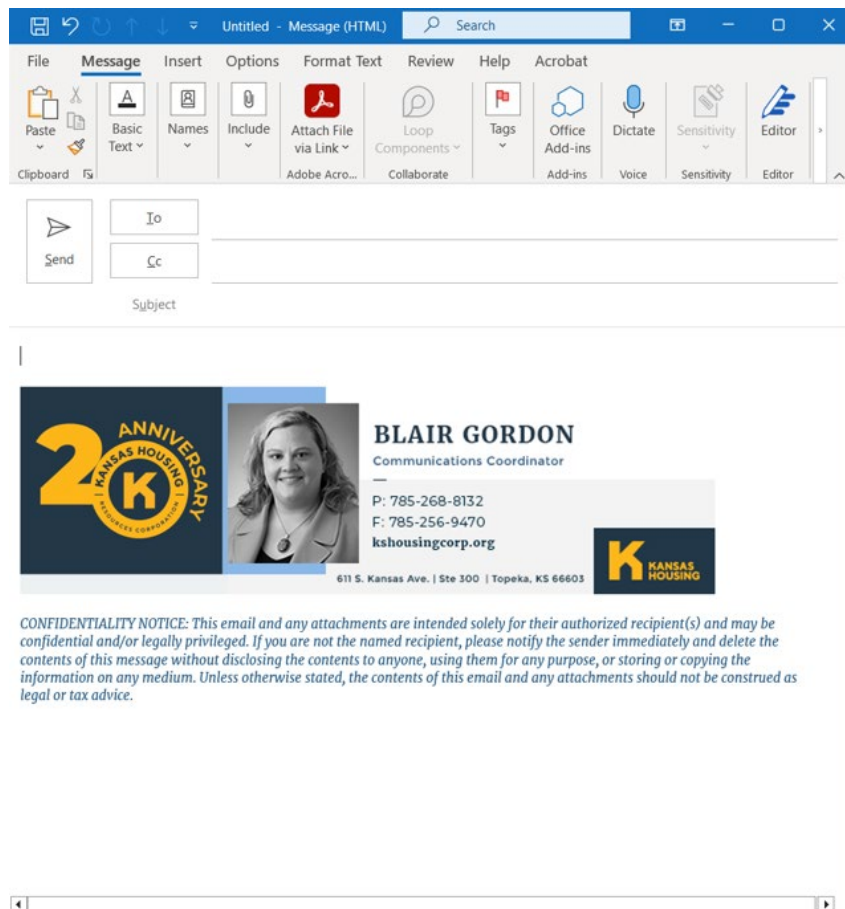 Untitled - Message (HTML)
Search
File Message Insert Options Format Text Review Help Acrobat
Paste
Basic Text
Names
Include
Attach File via Link
Loop Components
Tags
Office Add-ins
Dictate
Sensitivity
Editor
Clipboard
Adobe Acro...
Collaborate
Add-ins
Voice
Sensitivity
Editor
Send
To
Cc
Subject
20 ANNIVERSARY
KANSAS HOUSING
K
RESOURCES CORPORATION
BLAIR GORDON
Communications Coordinator
P: 785-268-8132
F: 785-256-9470
kshousingcorp.org
611 S. Kansas Ave. | Ste 300 | Topeka, KS 66603
K KANSAS
HOUSING
CONFIDENTIALITY NOTICE: This email and any attachments are intended solely for their authorized recipient(s) and may be
confidential and/or legally privileged. If you are not the named recipient, please notify the sender immediately and delete the
contents of this message without disclosing the contents to anyone, using them for any purpose, or storing or copying the
information on any medium. Unless otherwise stated, the contents of this email and any attachments should not be construed as
legal or tax advice.